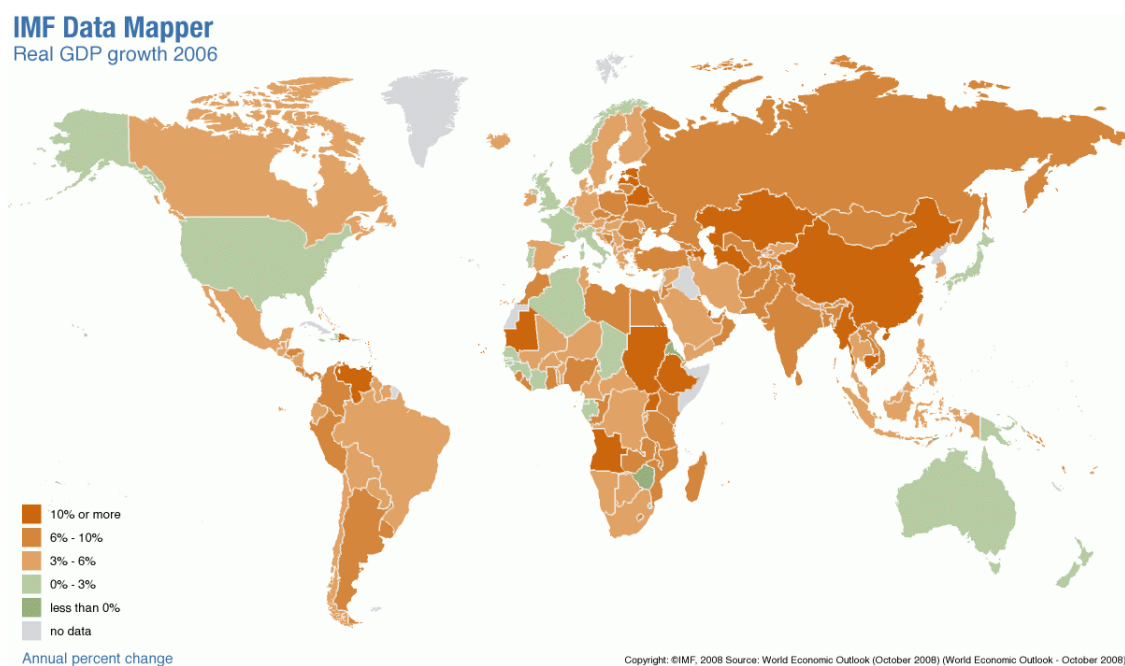 IMF Data Mapper
Real GDP growth 2006
10% or more
6% - 10%
3% - 6%
0% - 3%
less than 0%
no data
Annual percent change
Copyright: ©IMF, 2008 Source: World Economic Outlook (October 2008) (World Economic Outlook - October 2008)